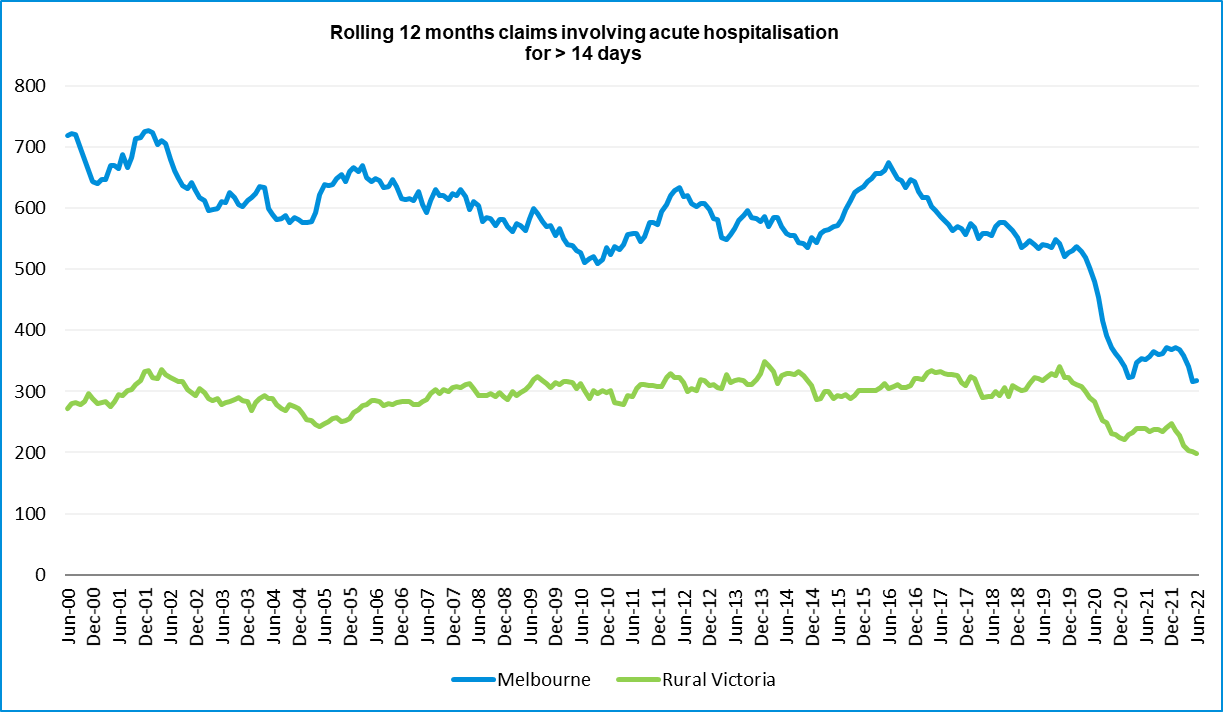 Rolling 12 months claims involving acute hospitalisation
for > 14 days
800
700
600
500
400
300
200
100
0
Jun-00
Dec-00
Jun-01
Dec-01
Jun-02
Dec-02
Jun-03
Dec-03
Jun-04
Dec-04
Jun-05
Dec-05
Jun-06
Dec-06
Jun-07
Dec-07
Jun-08
Dec-08
Jun-09
Dec-09
Jun-10
Dec-10
Jun-11
Dec-11
Jun-12
Dec-12
Jun-13
Dec-13
Jun-14
Dec-14
Jun-15
Dec-15
Jun-16
Dec-16
Jun-17
Dec-17
Jun-18
Dec-18
Jun-19
Dec-19
Jun-20
Dec-20
Jun-21
Dec-21
Jun-22
Melbourne
Rural Victoria